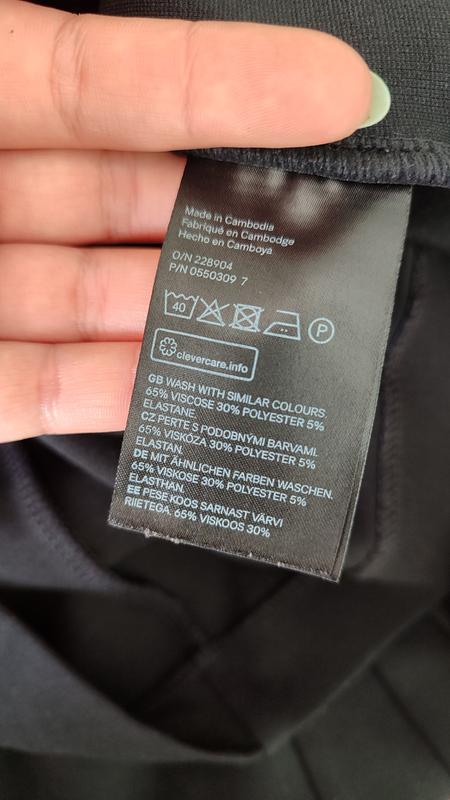 Made in Cambodia
Fabriqué en Cambodge
Hecho en Camboya
O/N 228904
P/N 0550309 7
40
P
clevercare.info
GB WASH WITH SIMILAR COLOURS.
65% VISCOSE 30% POLYESTER 5%
ELASTANE.
CZ PERTE S PODOBNÝMI BARVAMI.
65% VISKÓZA 30% POLYESTER 5%
ELASTAN.
DE MIT ÄHNLICHEN FARBEN WASCHEN.
65% VISKOSE 30% POLYESTER 5%
ELASTHAN.
EE PESE KOOS SARNAST VÄRVI
RIIETEGA. 65% VISKOOS 30%